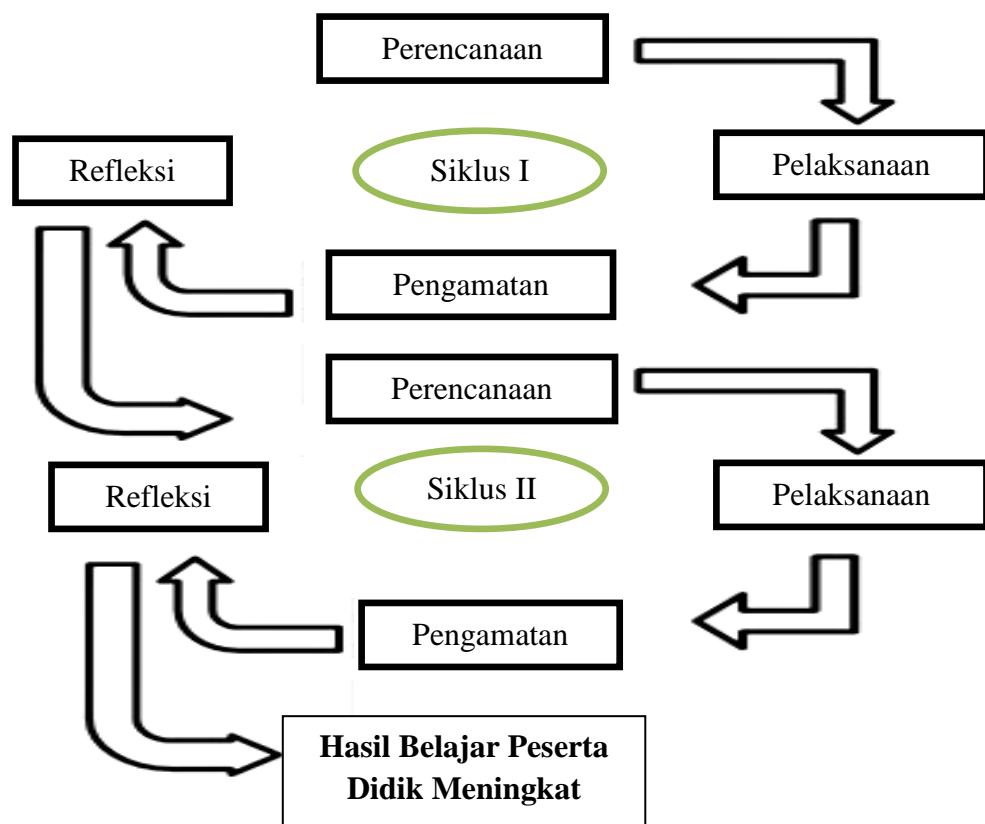 Perencanaan
Refleksi
Siklus I
Pelaksanaan
Pengamatan
Perencanaan
Refleksi
Siklus II
Pelaksanaan
Pengamatan
Hasil Belajar Peserta
Didik Meningkat